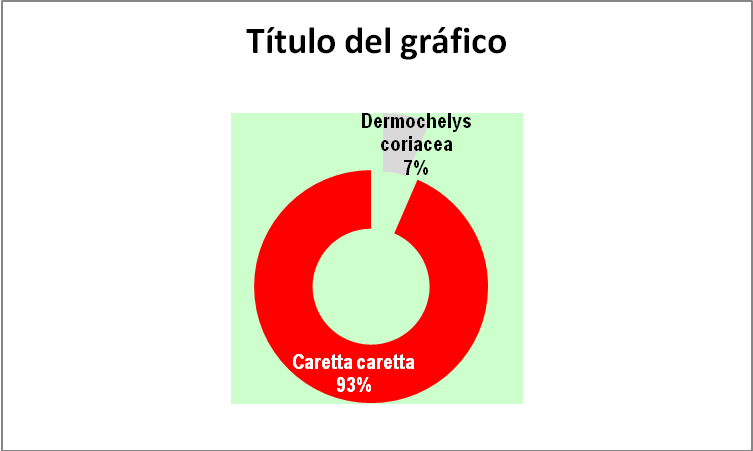 Título del gráfico
Dermochelys
coriacea
7%
Caretta caretta
93%